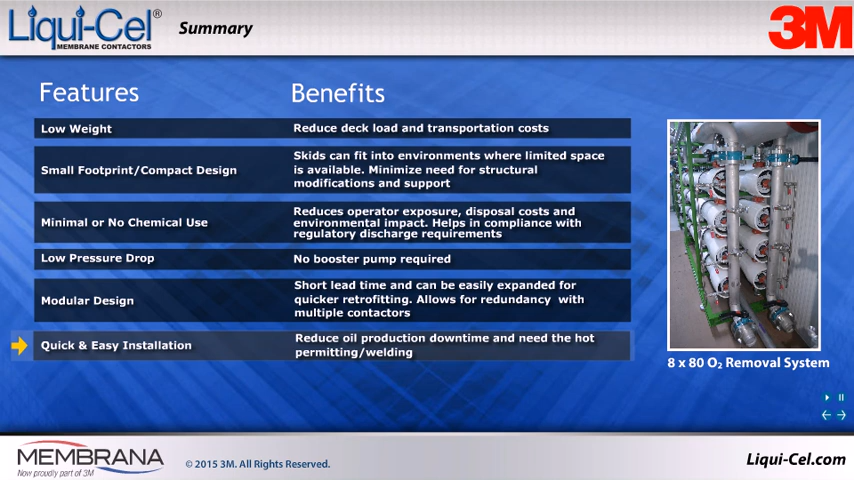 Liqui-Cel®
MEMBRANE CONTACTORS
Summary
3M
Features
Benefits
Low Weight
Reduce deck load and transportation costs
Small Footprint/Compact Design
Skids can fit into environments where limited space
is available. Minimize need for structural
modifications and support
Minimal or No Chemical Use
Reduces operator exposure, disposal costs and
environmental impact. Helps in compliance with
regulatory discharge requirements
Low Pressure Drop
No booster pump required
Modular Design
Short lead time and can be easily expanded for
quicker retrofitting. Allows for redundancy with
multiple contactors
Quick & Easy Installation
Reduce oil production downtime and need the hot
permitting/welding
8 x 80 O₂ Removal System
MEMBRANA
Now proudly part of 3M
© 2015 3M. All Rights Reserved.
Liqui-Cel.com